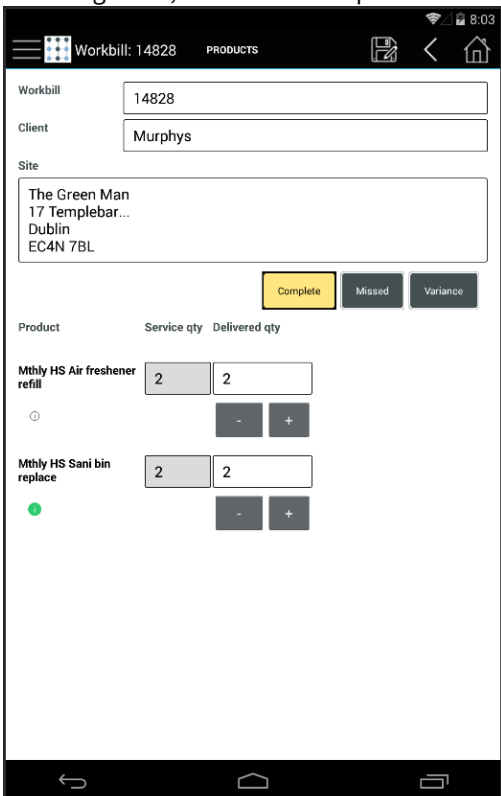 8:03
Workbill: 14828 PRODUCTS
Workbill 14828
Client Murphys
Site
The Green Man
17 Templebar...
Dublin
EC4N 7BL
Complete Missed Variance
Product Service qty Delivered qty
Mthly HS Air freshener
refill
2 2
- +
Mthly HS Sani bin
replace
2 2
- +